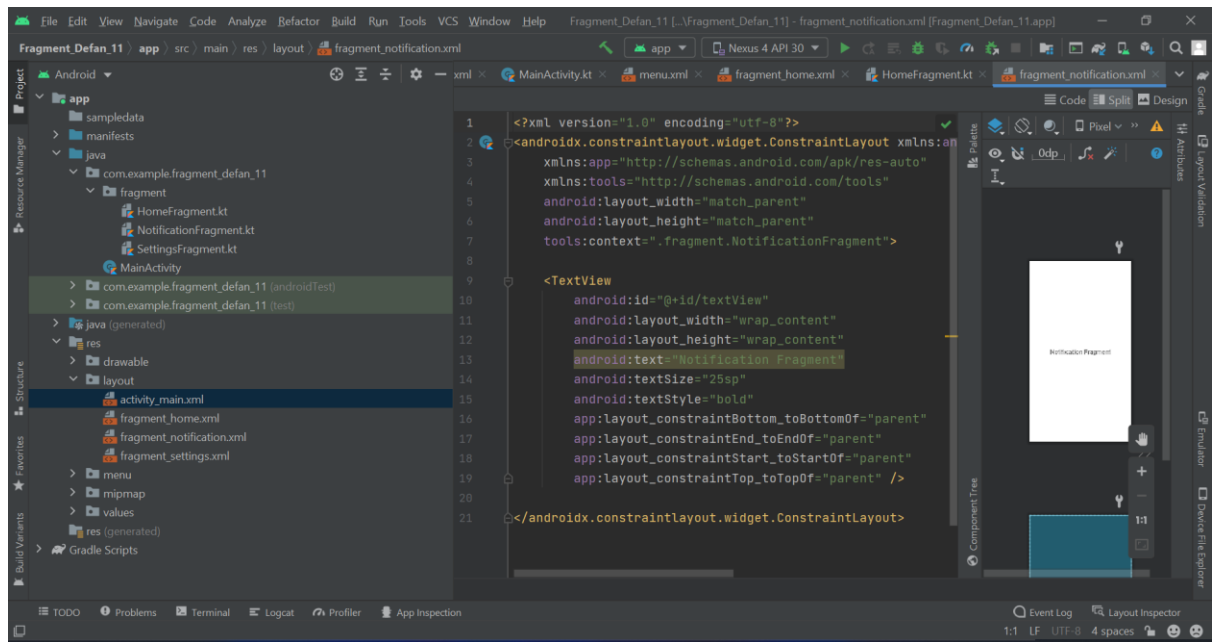 File Edit View Navigate Code Analyze Refactor Build Run Tools VCS Window Help Fragment_Defan_11 [...\Fragment_Defan_11] - fragment_notification.xml [Fragment_Defan_11.app]
Fragment_Defan_11 app src main res layout fragment_notification.xml app Nexus 4 API 30
Project
Android
xml MainActivity.kt menu.xml fragment_home.xml HomeFragment.kt fragment_notification.xml
Code Split Design
Resource Manager
Structure
Favorites
Build Variants
app
sampledata
manifests
java
com.example.fragment_defan_11
fragment
HomeFragment.kt
NotificationFragment.kt
SettingsFragment.kt
MainActivity
com.example.fragment_defan_11 (androidTest)
com.example.fragment_defan_11 (test)
java (generated)
res
drawable
layout
activity_main.xml
fragment_home.xml
fragment_notification.xml
fragment_settings.xml
menu
mipmap
values
res (generated)
Gradle Scripts
1 <?xml version="1.0" encoding="utf-8"?>
2 <androidx.constraintlayout.widget.ConstraintLayout xmlns:an
3 xmlns:app="http://schemas.android.com/apk/res-auto"
4 xmlns:tools="http://schemas.android.com/tools"
5 android:layout_width="match_parent"
6 android:layout_height="match_parent"
7 tools:context=".fragment.NotificationFragment">
8
9 <TextView
10 android:id="@+id/textView"
11 android:layout_width="wrap_content"
12 android:layout_height="wrap_content"
13 android:text="Notification Fragment"
14 android:textSize="25sp"
15 android:textStyle="bold"
16 app:layout_constraintBottom_toBottomOf="parent"
17 app:layout_constraintEnd_toEndOf="parent"
18 app:layout_constraintStart_toStartOf="parent"
19 app:layout_constraintTop_toTopOf="parent" />
20
21 </androidx.constraintlayout.widget.ConstraintLayout>
Palette
Component Tree
Pixel
0dp
Notification Fragment
1:1
Attributes
Gradle
Layout Validation
Emulator
Device File Explorer
TODO Problems Terminal Logcat Profiler App Inspection Event Log Layout Inspector
1:1 LF UTF-8 4 spaces